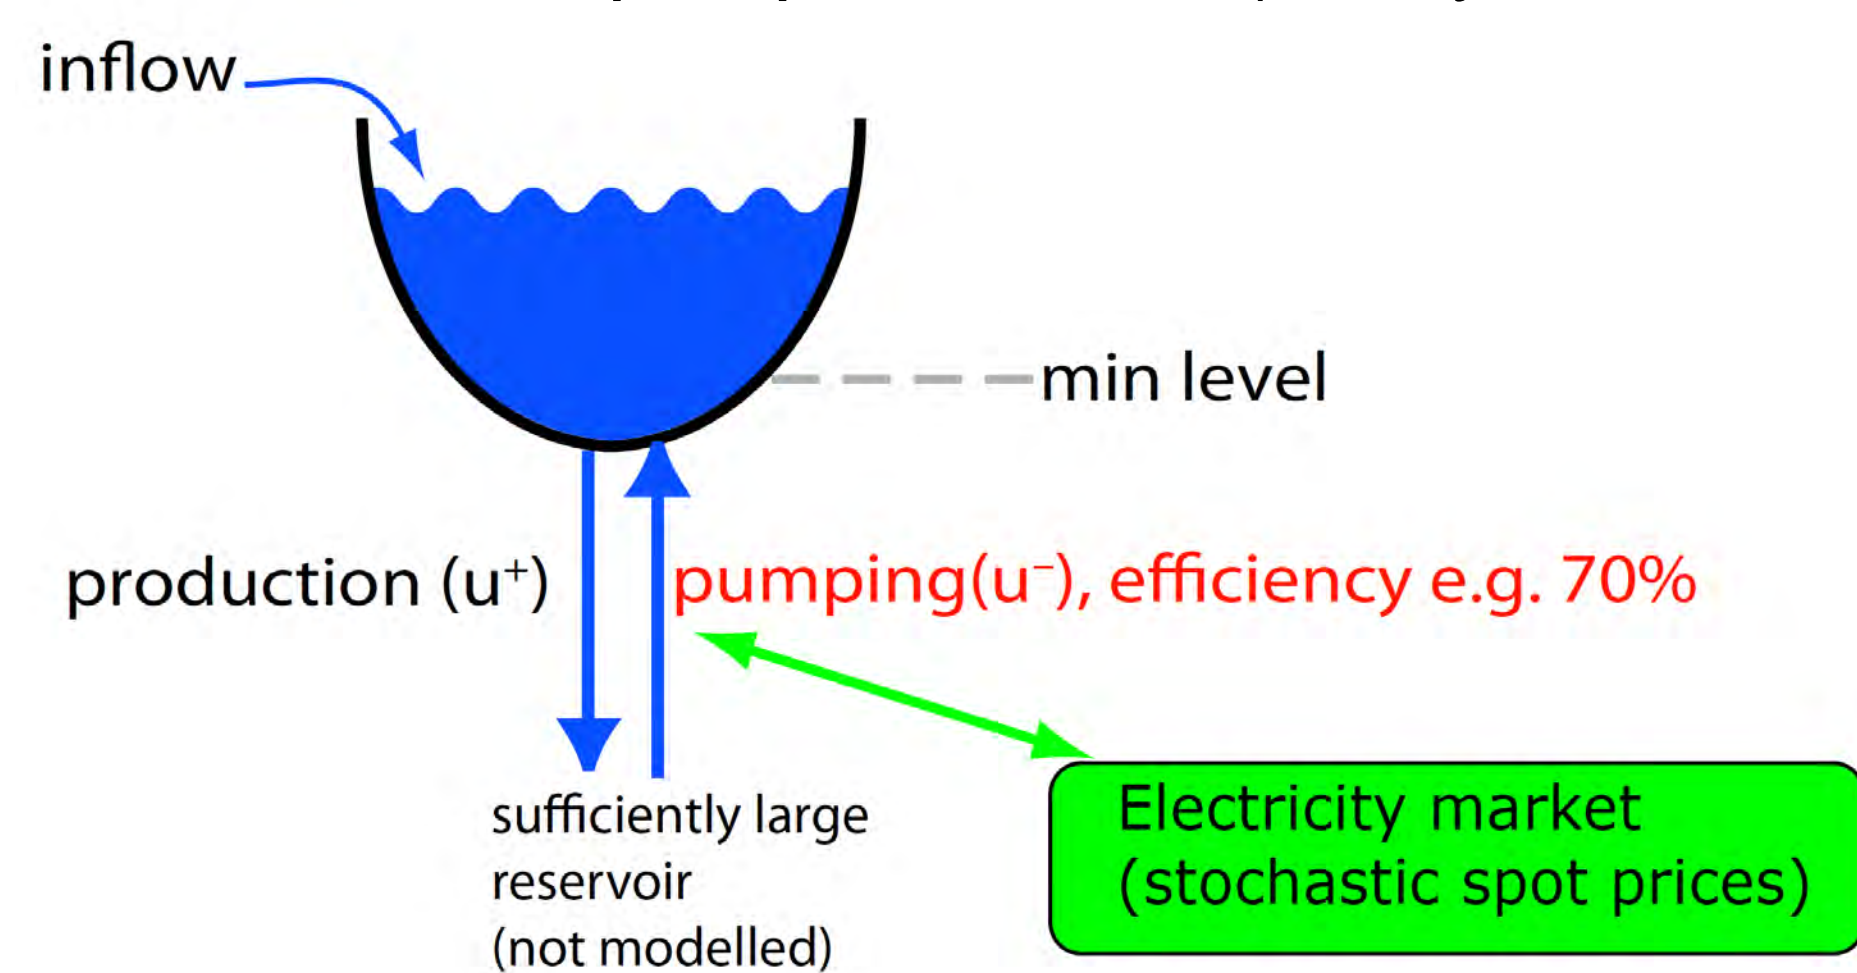 inflow
min level
production (u⁺)
pumping(u⁻), efficiency e.g. 70%
sufficiently large
reservoir
(not modelled)
Electricity market
(stochastic spot prices)